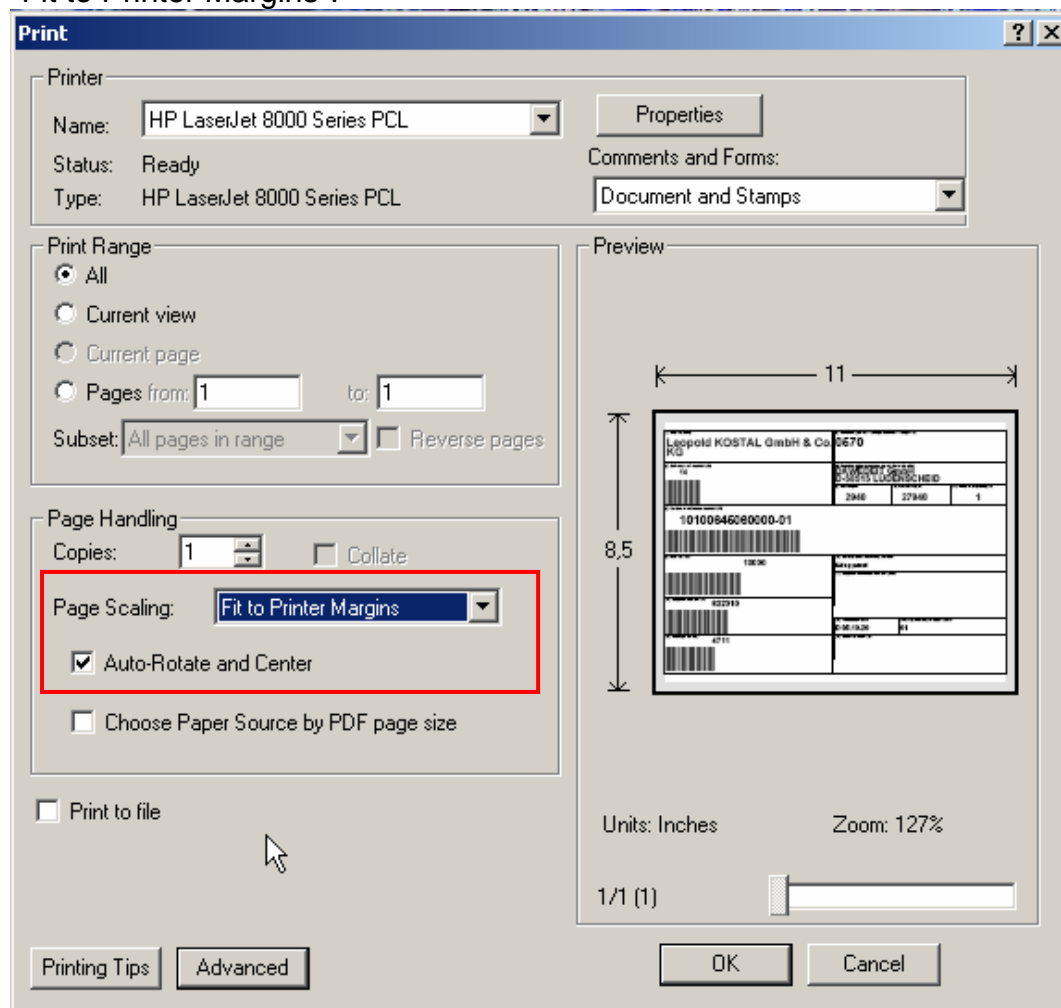 Fit to Printer Margins".
Print
Printer
Name: HP LaserJet 8000 Series PCL
Properties
Status: Ready
Comments and Forms:
Type: HP LaserJet 8000 Series PCL
Document and Stamps
Print Range
All
Current view
Current page
Pages from: 1 to: 1
Subset: All pages in range Reverse pages
Page Handling
Copies: 1 Collate
Page Scaling: Fit to Printer Margins
Auto-Rotate and Center
Choose Paper Source by PDF page size
Print to file
Printing Tips Advanced
Preview
11
8,5
Leopold KOSTAL GmbH & Co. 0670
KG
14
2940 27940 1
10100645060000-01
10000
4711
Units: Inches Zoom: 127%
1/1 (1)
OK Cancel